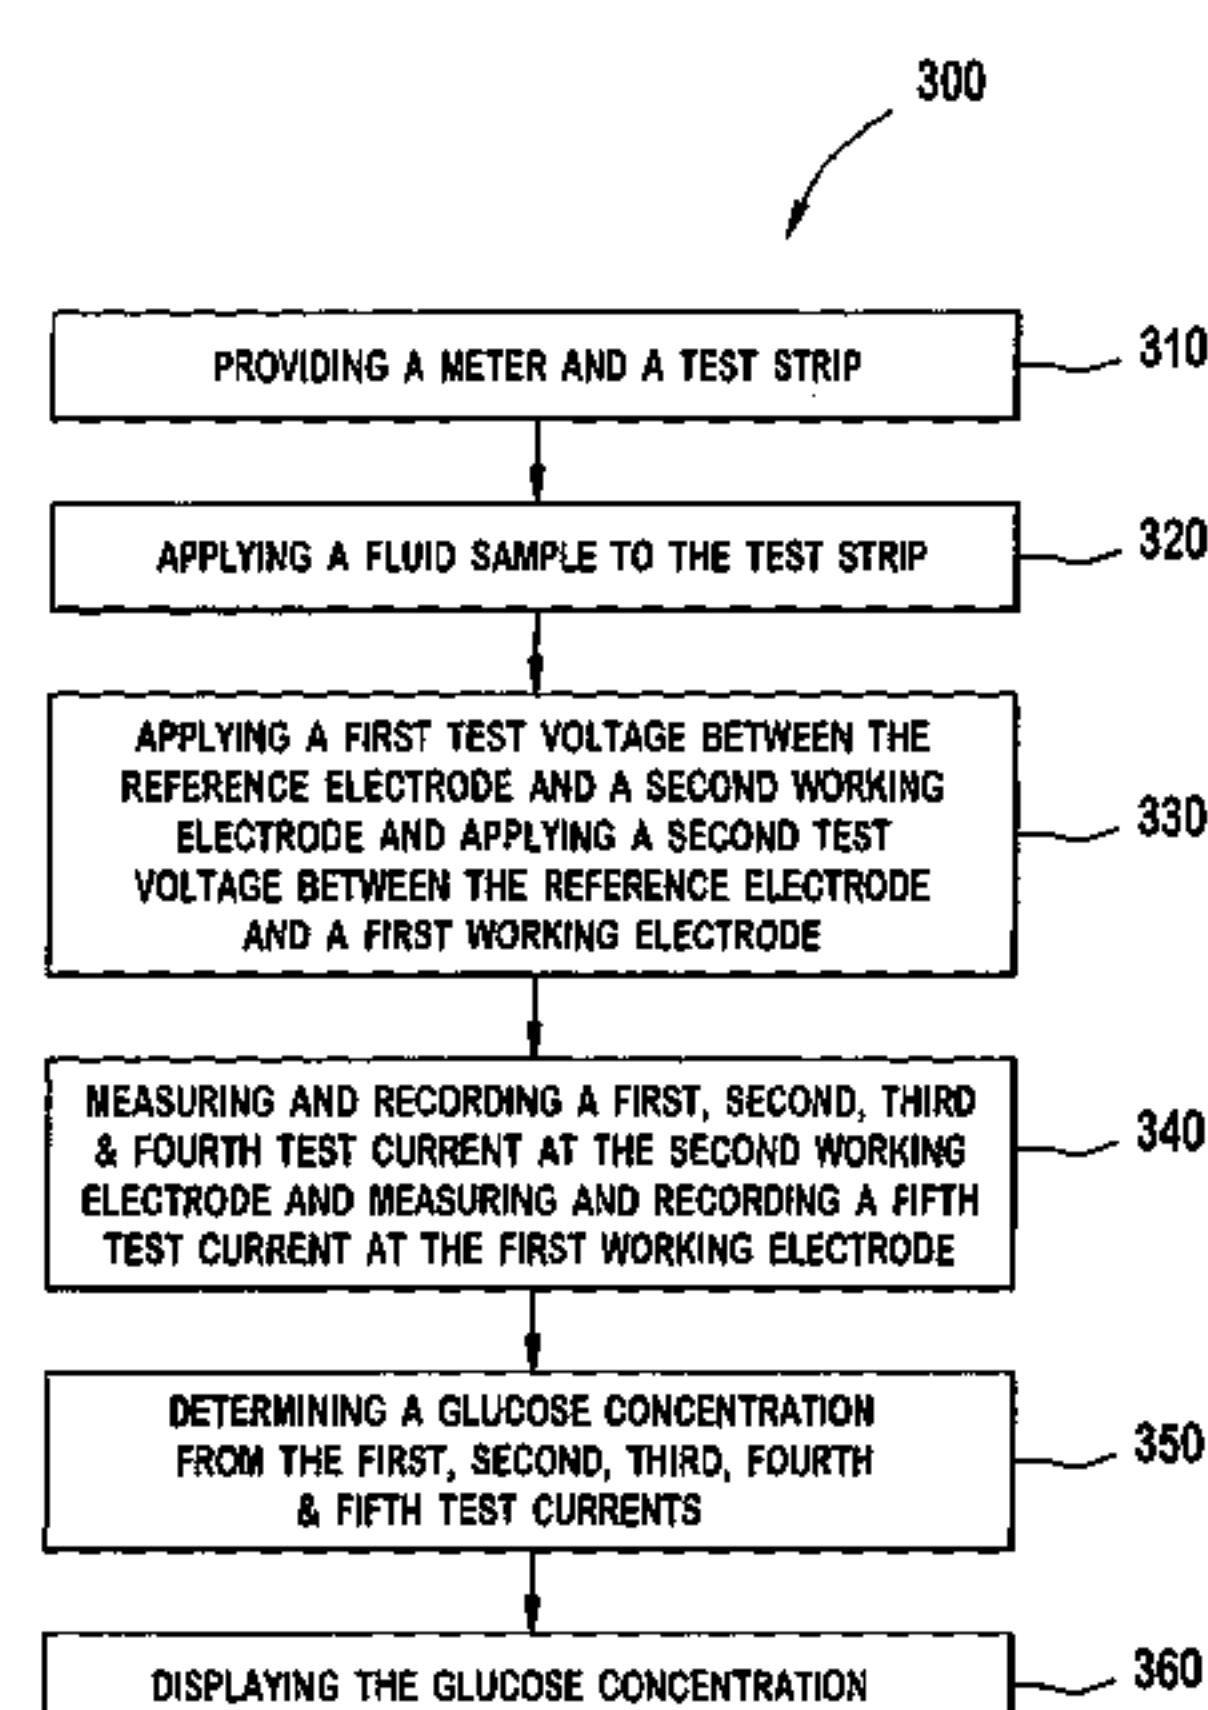 300
PROVIDING A METER AND A TEST STRIP
310
APPLYING A FLUID SAMPLE TO THE TEST STRIP
320
APPLYING A FIRST TEST VOLTAGE BETWEEN THE
REFERENCE ELECTRODE AND A SECOND WORKING
ELECTRODE AND APPLYING A SECOND TEST
VOLTAGE BETWEEN THE REFERENCE ELECTRODE
AND A FIRST WORKING ELECTRODE
330
MEASURING AND RECORDING A FIRST, SECOND, THIRD
& FOURTH TEST CURRENT AT THE SECOND WORKING
ELECTRODE AND MEASURING AND RECORDING A FIFTH
TEST CURRENT AT THE FIRST WORKING ELECTRODE
340
DETERMINING A GLUCOSE CONCENTRATION
FROM THE FIRST, SECOND, THIRD, FOURTH
& FIFTH TEST CURRENTS
350
DISPLAYING THE GLUCOSE CONCENTRATION
360